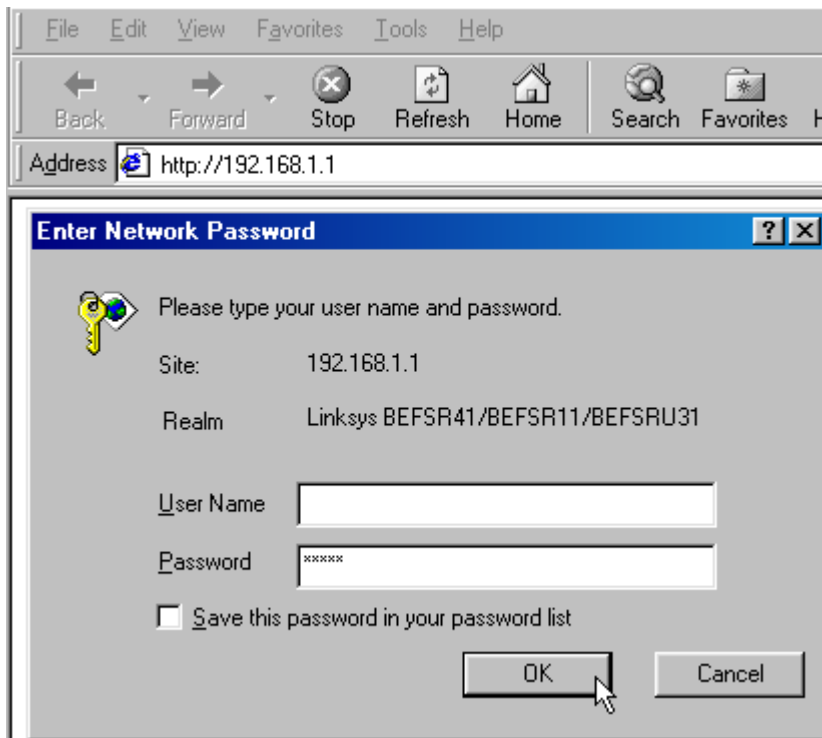 File Edit View Favorites Tools Help
Back Forward Stop Refresh Home Search Favorites H
Address http://192.168.1.1
Enter Network Password
Please type your user name and password.
Site: 192.168.1.1
Realm Linksys BEFSR41/BEFSR11/BEFSRU31
User Name
Password *****
Save this password in your password list
OK Cancel